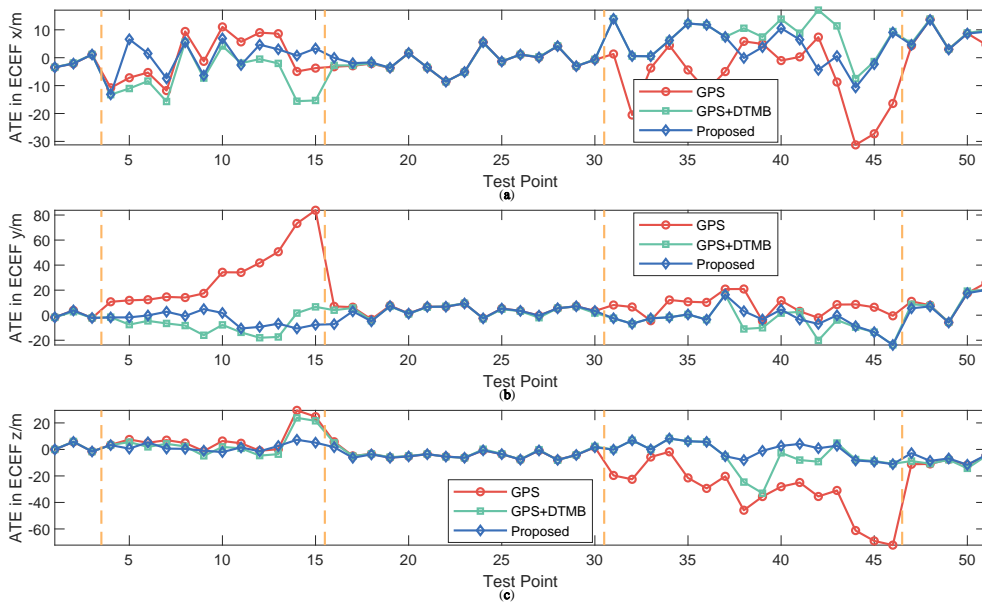 ATE in ECEF x/m
10
0
-10
-20
-30
GPS
GPS+DTMB
Proposed
5 10 15 20 25 30 35 40 45 50
Test Point
(a)
ATE in ECEF y/m
80
60
40
20
0
-20
GPS
GPS+DTMB
Proposed
5 10 15 20 25 30 35 40 45 50
Test Point
(b)
ATE in ECEF z/m
20
0
-20
-40
-60
GPS
GPS+DTMB
Proposed
5 10 15 20 25 30 35 40 45 50
Test Point
(c)